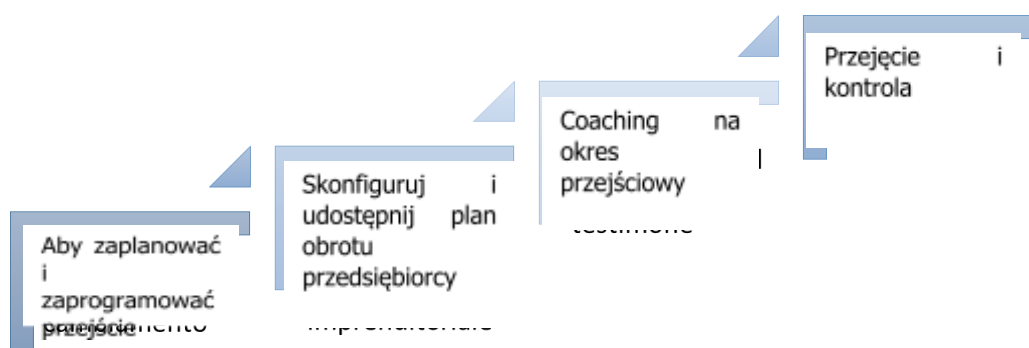 Aby zaplanować
i
zaprogramować
przejście
Skonfiguruj i
udostępnij plan
obrotu
przedsiębiorcy
Coaching na
okres
przejściowy
Przejęcie i
kontrola